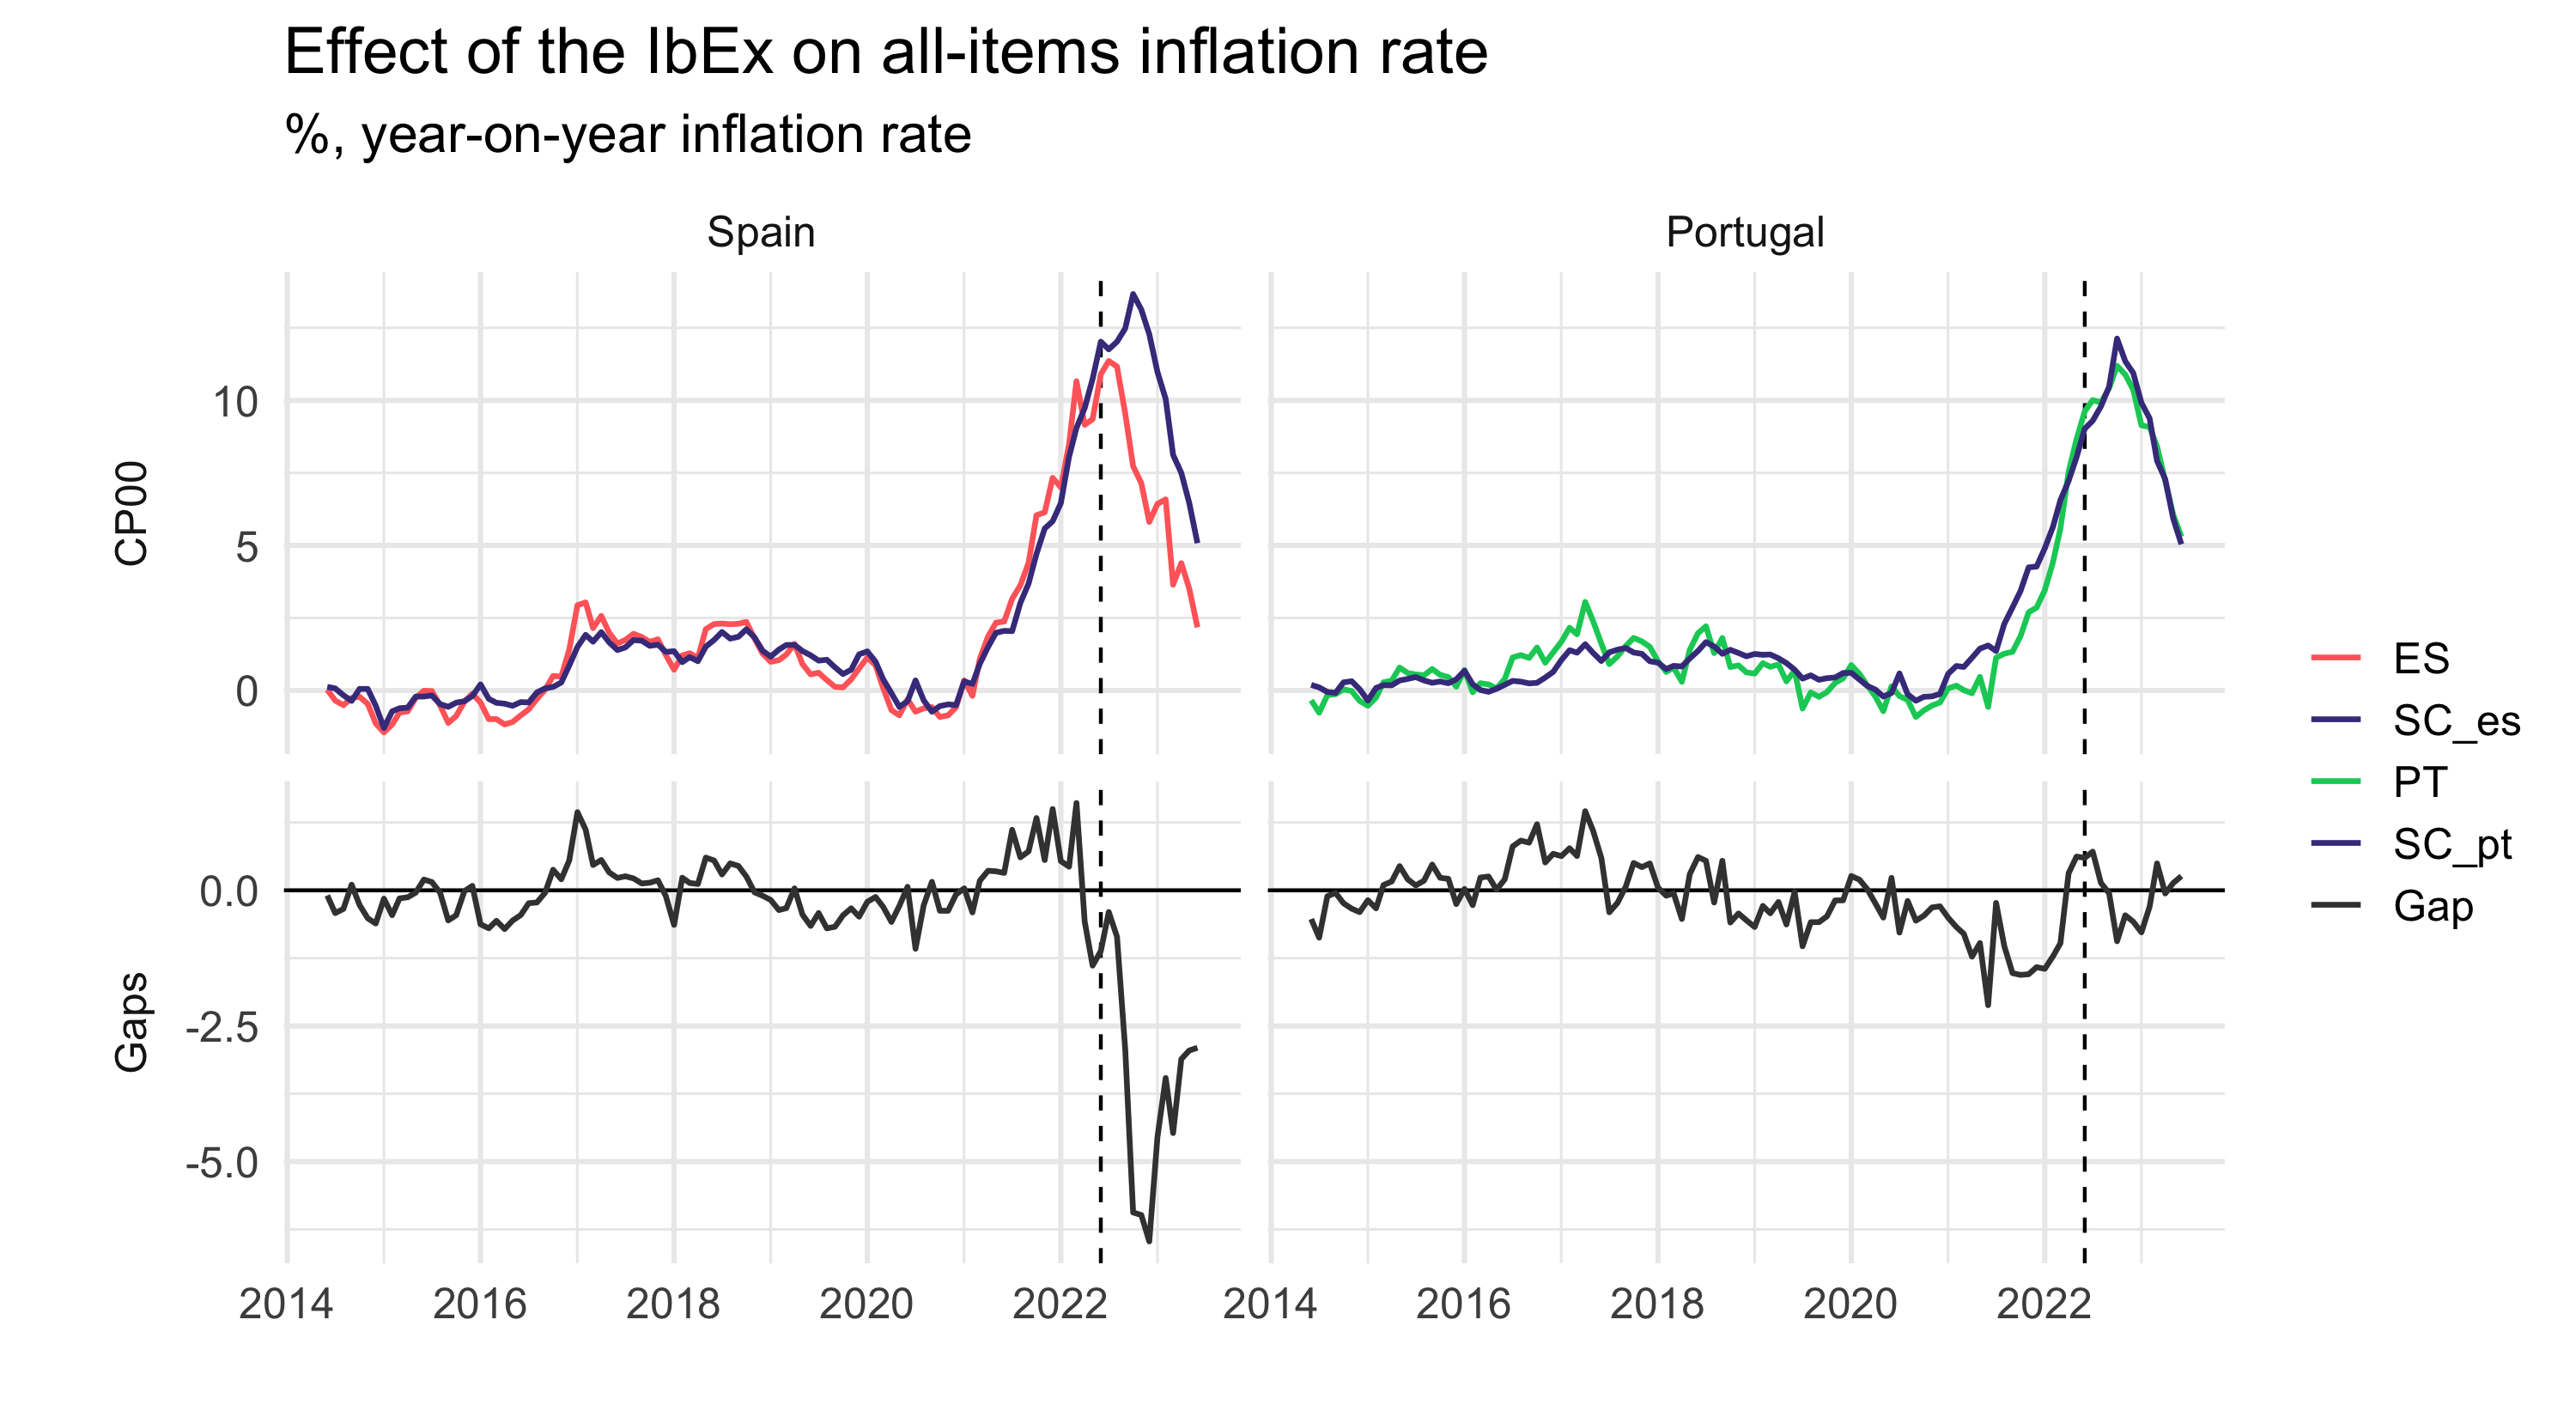 Effect of the IbEx on all-items inflation rate
%, year-on-year inflation rate
Spain
Portugal
CP00
10
5
0
Gaps
0.0
-2.5
-5.0
2014 2016 2018 2020 2022
2014 2016 2018 2020 2022
ES
SC_es
PT
SC_pt
Gap